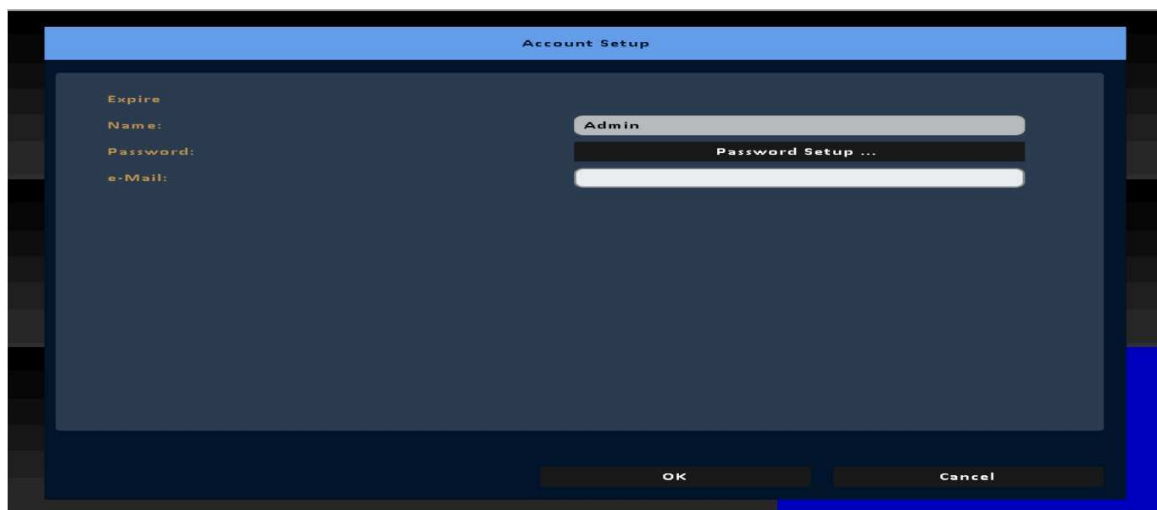 Account Setup
Expire
Name: Admin
Password: Password Setup ...
e-Mail:
OK Cancel